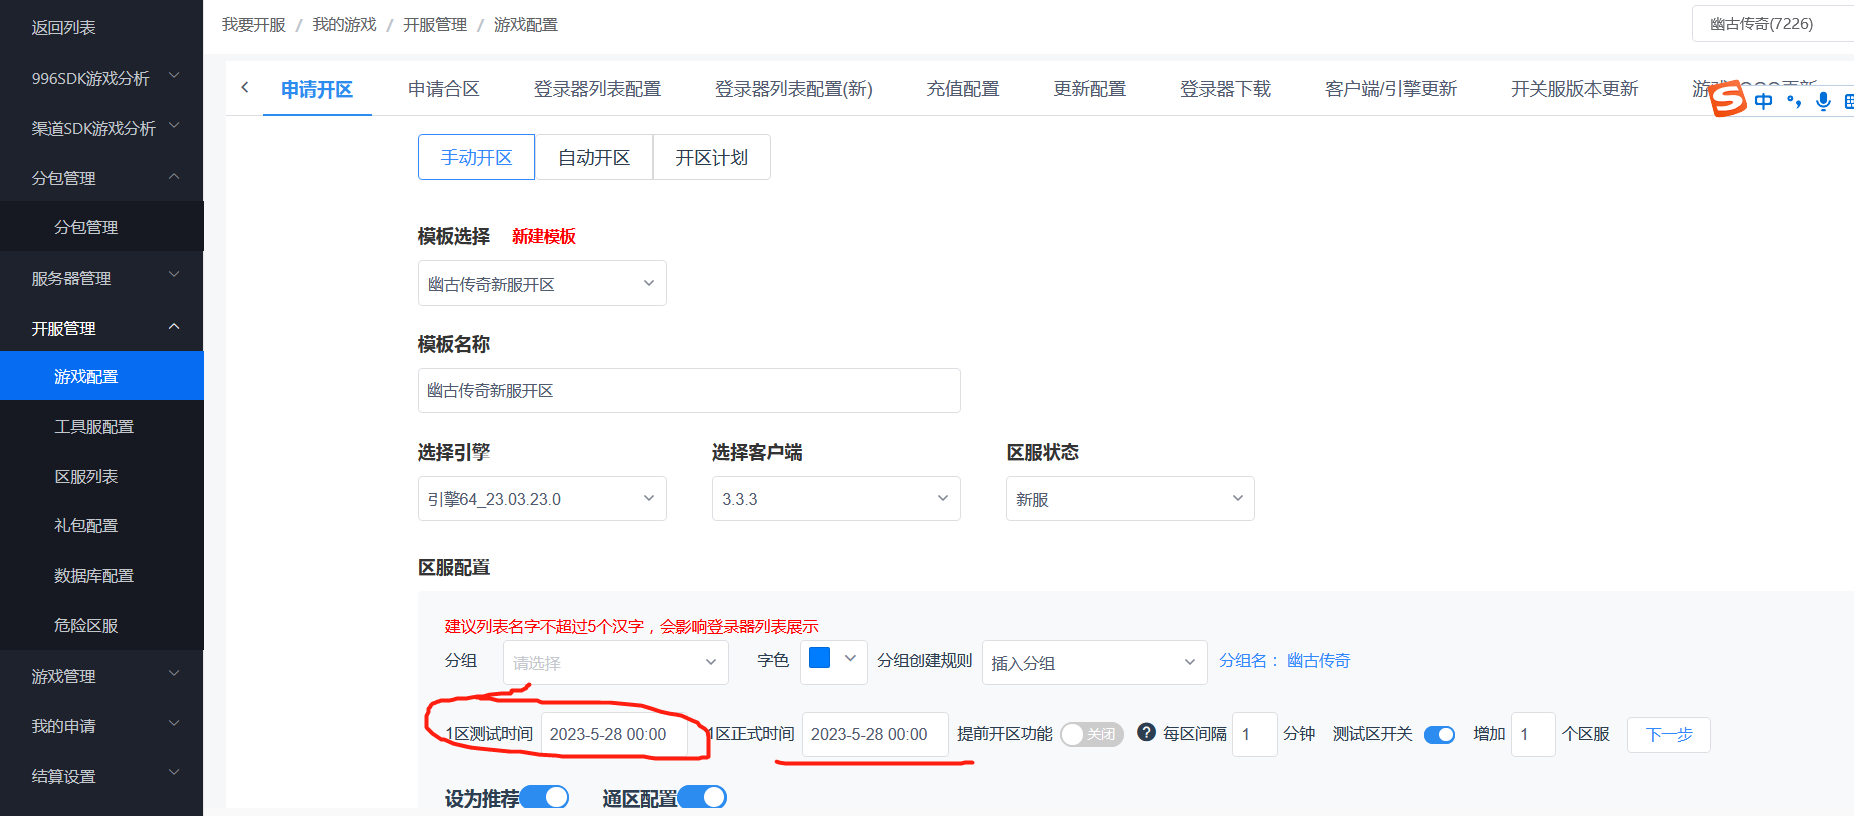 返回列表
996SDK游戏分析
渠道SDK游戏分析
分包管理
分包管理
服务器管理
开服管理
游戏配置
工具服配置
区服列表
礼包配置
数据库配置
危险区服
游戏管理
我的申请
结算设置
我要开服 / 我的游戏 / 开服管理 / 游戏配置
幽古传奇(7226)
申请开区 申请合区 登录器列表配置 登录器列表配置(新) 充值配置 更新配置 登录器下载 客户端/引擎更新 开关服版本更新
中
手动开区 自动开区 开区计划
模板选择 新建模板
幽古传奇新服开区
模板名称
幽古传奇新服开区
选择引擎 选择客户端 区服状态
引擎64_23.03.23.0 3.3.3 新服
区服配置
建议列表名字不超过5个汉字，会影响登录器列表展示
分组 请选择 字色 分组创建规则 插入分组 分组名： 幽古传奇
1区测试时间 2023-5-28 00:00 1区正式时间 2023-5-28 00:00 提前开区功能 关闭 ? 每区间隔 1 分钟 测试区开关 增加 1 个区服 下一步
设为推荐 通区配置